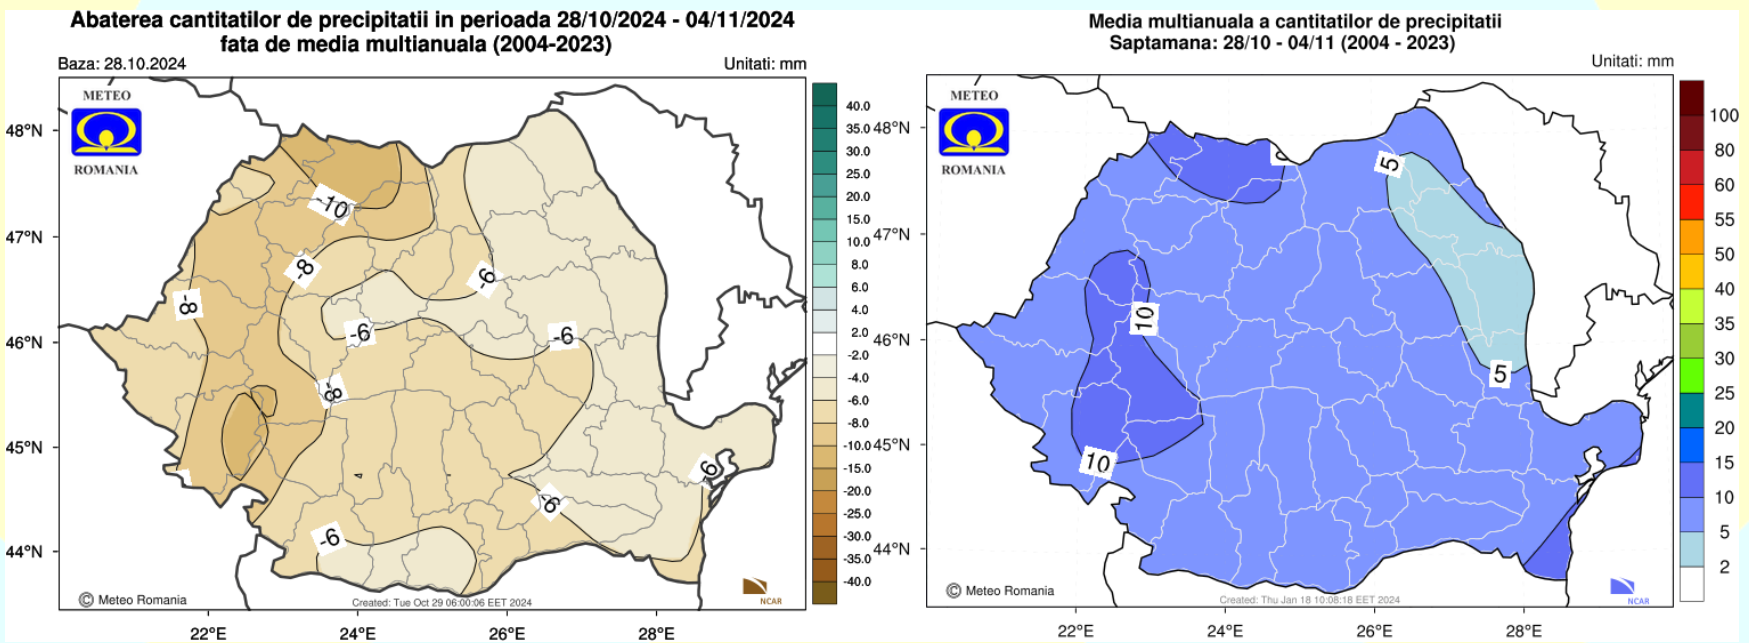 Abaterea cantitatilor de precipitatii in perioada 28/10/2024 - 04/11/2024
fata de media multianuala (2004-2023)
Baza: 28.10.2024
Unitati: mm
METEO
ROMANIA
48°N
47°N
46°N
45°N
44°N
-10
-8
-6
-8
-6
-6
-8
-6
-8
-6
© Meteo Romania
Created: Tue Oct 29 06:00:06 EET 2024
NCAR
22°E
24°E
26°E
28°E
40.0
35.0
30.0
25.0
20.0
15.0
10.0
8.0
6.0
4.0
2.0
-2.0
-4.0
-6.0
-8.0
-10.0
-15.0
-20.0
-25.0
-30.0
-35.0
-40.0
Media multianuala a cantitatilor de precipitatii
Saptamana: 28/10 - 04/11 (2004 - 2023)
Unitati: mm
METEO
ROMANIA
48°N
47°N
46°N
45°N
44°N
5
10
5
10
© Meteo Romania
Created: Thu Jan 18 10:08:18 EET 2024
NCAR
22°E
24°E
26°E
28°E
100
80
60
55
50
40
35
30
25
20
15
10
5
2